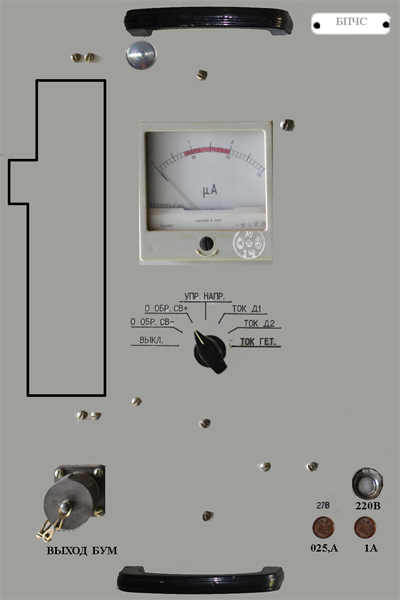 БПЧС
μA
УПР. НАПР.
О ОБР. СВ+ ТОК Д1
О ОБР. СВ- ТОК Д.2
ВЫКЛ. ТОК ГЕТ.
27В 220В
025,А 1А
ВЫХОД БУМ